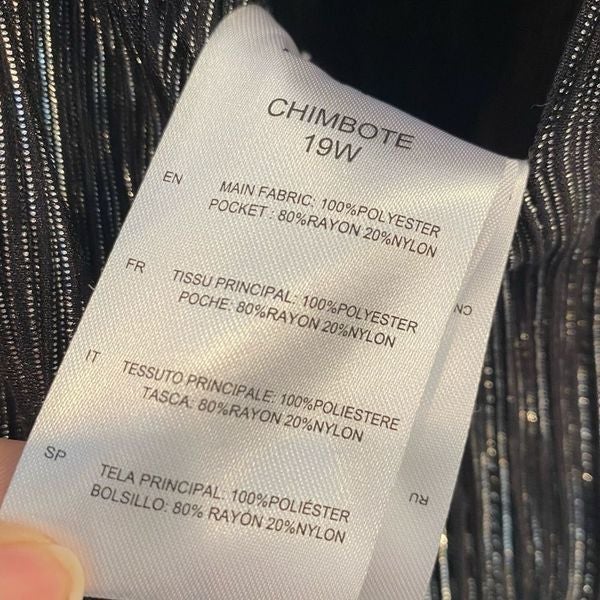 CHIMBOTE
19W
EN
MAIN FABRIC: 100%POLYESTER
POCKET : 80%RAYON 20%NYLON
FR
TISSU PRINCIPAL: 100%POLYESTER
POCHE: 80%RAYON 20%NYLON
IT
TESSUTO PRINCIPALE: 100%POLIESTERE
TASCA: 80%RAYON 20%NYLON
SP
TELA PRINCIPAL: 100%POLIÉSTER
BOLSILLO: 80% RAYÓN 20%NYLON
CN
RU